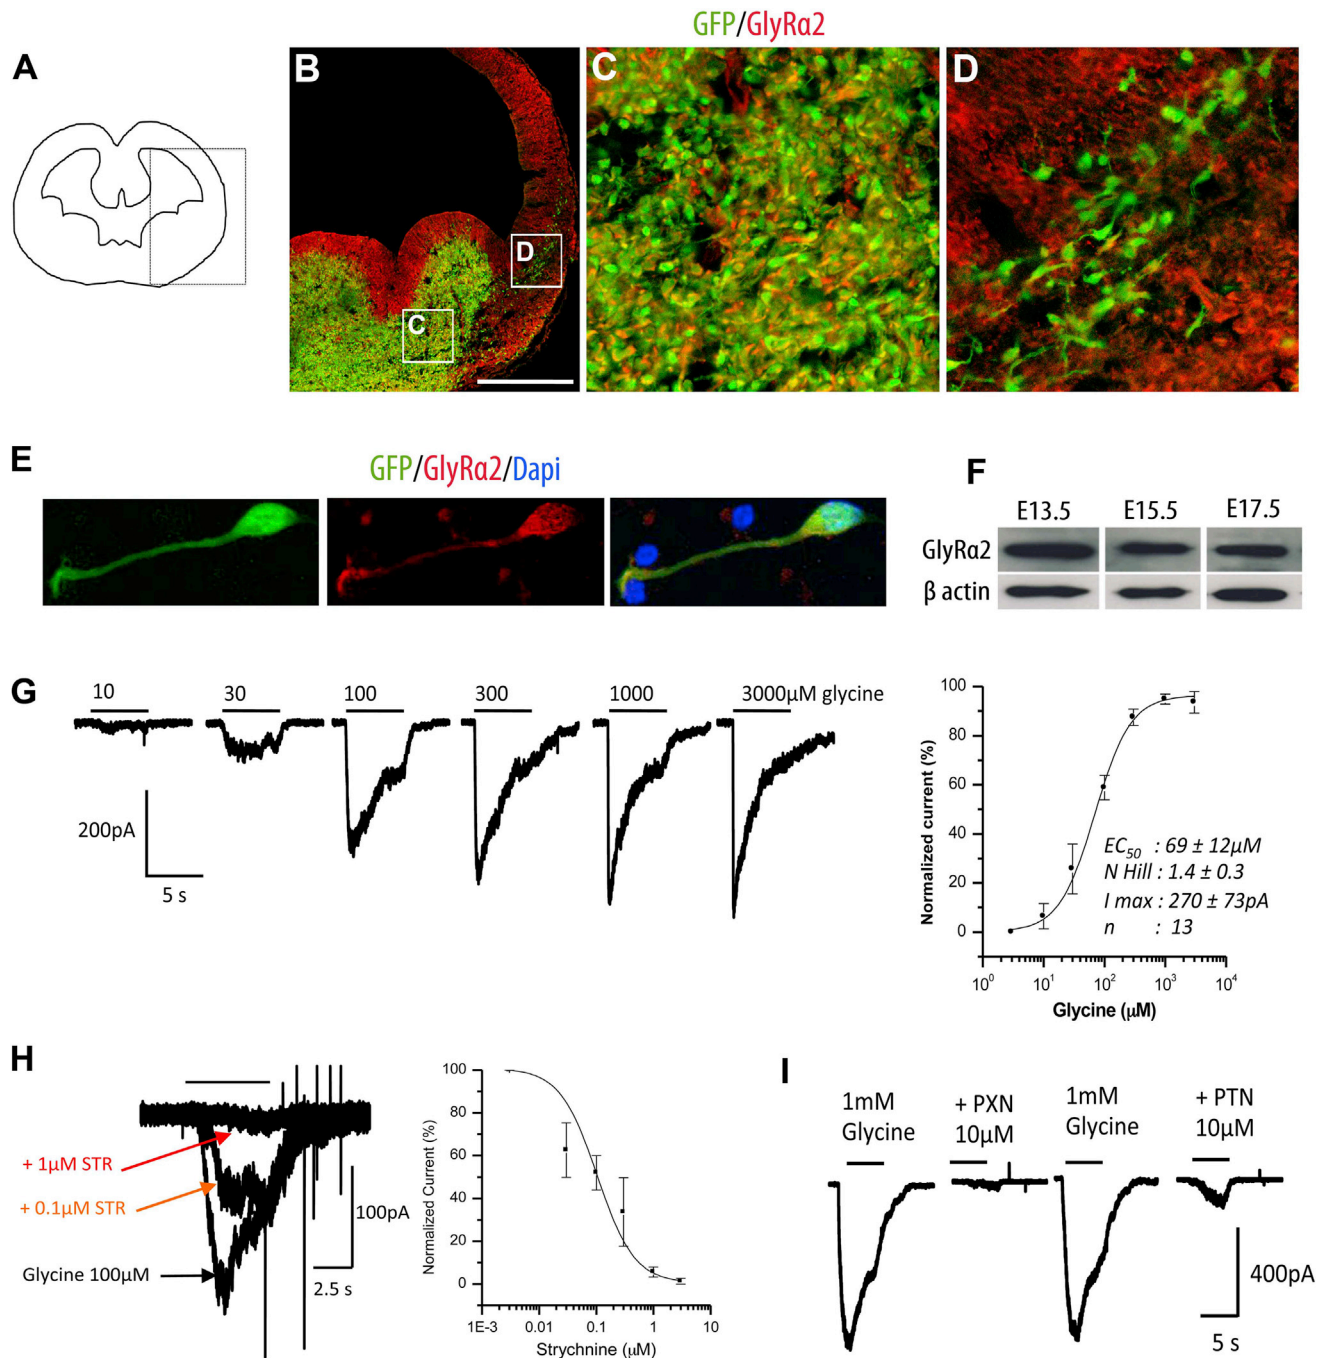 GFP/GlyRα2
A
B
C
D
C
D
E
GFP/GlyRα2/Dapi
F
E13.5 E15.5 E17.5
GlyRα2
β actin
G
10 30 100 300 1000 3000µM glycine
200pA
5 s
Normalized current (%)
100
80
60
40
20
0
EC50 : 69 ± 12µM
N Hill : 1.4 ± 0.3
I max : 270 ± 73pA
n : 13
10^0 10^1 10^2 10^3 10^4
Glycine (µM)
H
+ 1µM STR
+ 0.1µM STR
Glycine 100µM
100pA
2.5 s
Normalized Current (%)
100
80
60
40
20
0
1E-3 0.01 0.1 1 10
Strychnine (µM)
I
1mM Glycine
+ PXN 10µM
1mM Glycine
+ PTN 10µM
400pA
5 s